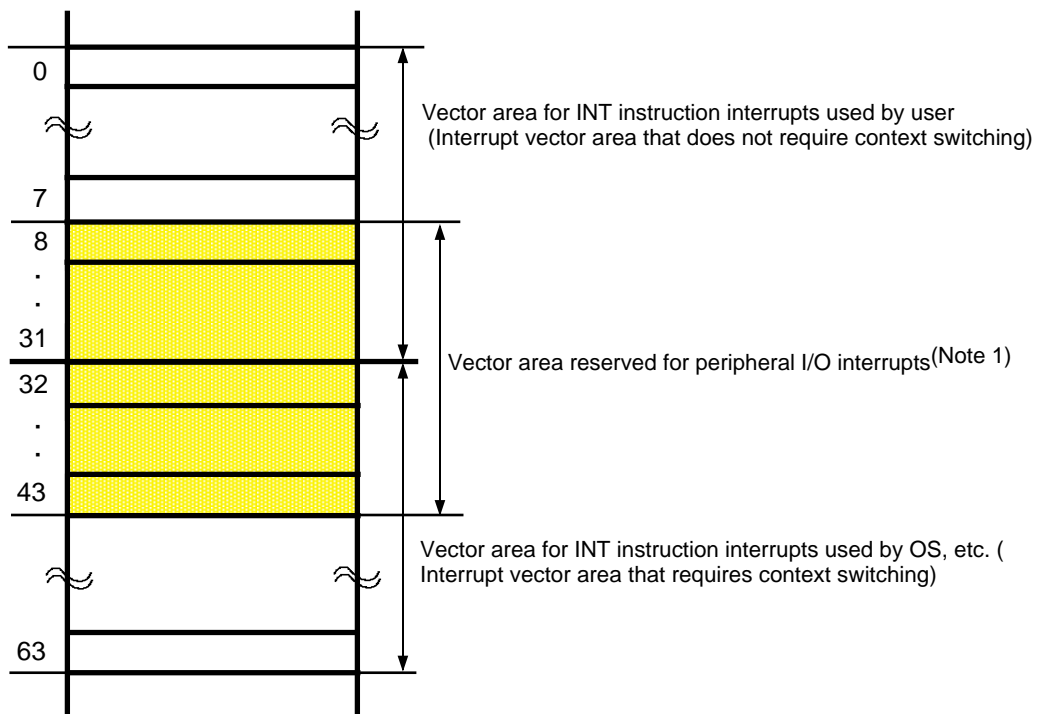 0
Vector area for INT instruction interrupts used by user
(Interrupt vector area that does not require context switching)
7
8
.
.
31
Vector area reserved for peripheral I/O interrupts(Note 1)
32
.
.
43
Vector area for INT instruction interrupts used by OS, etc. (
Interrupt vector area that requires context switching)
63